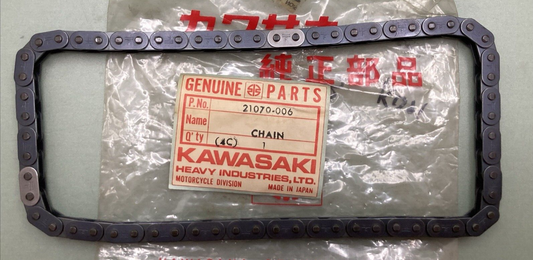 カワサキ
純正部品
GENUINE PARTS
P. No. 21070-006
Name CHAIN
Q'ty (4C) 1
KAWASAKI
HEAVY INDUSTRIES, LTD.
MOTORCYCLE DIVISION MADE IN JAPAN